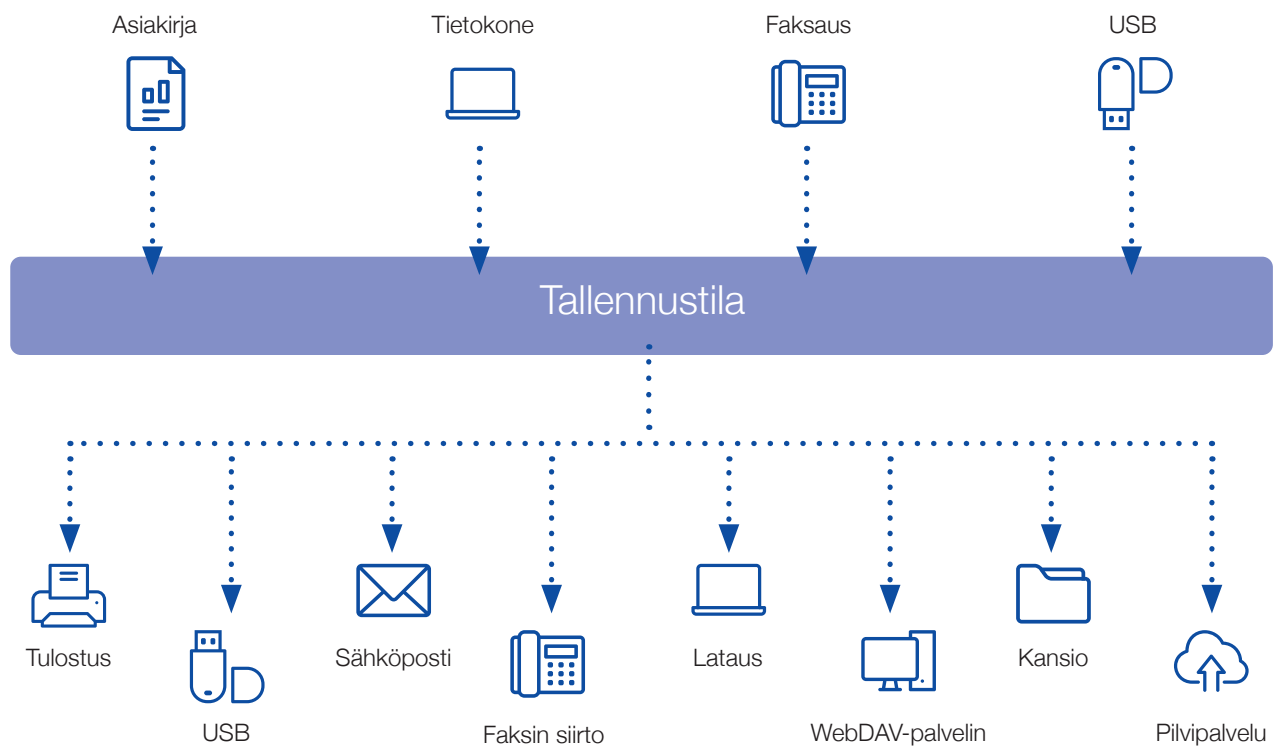 Asiakirja
Tietokone
Faksaus
USB
Tallennustila
Tulostus
USB
Sähköposti
Faksin siirto
Lataus
WebDAV-palvelin
Kansio
Pilvipalvelu